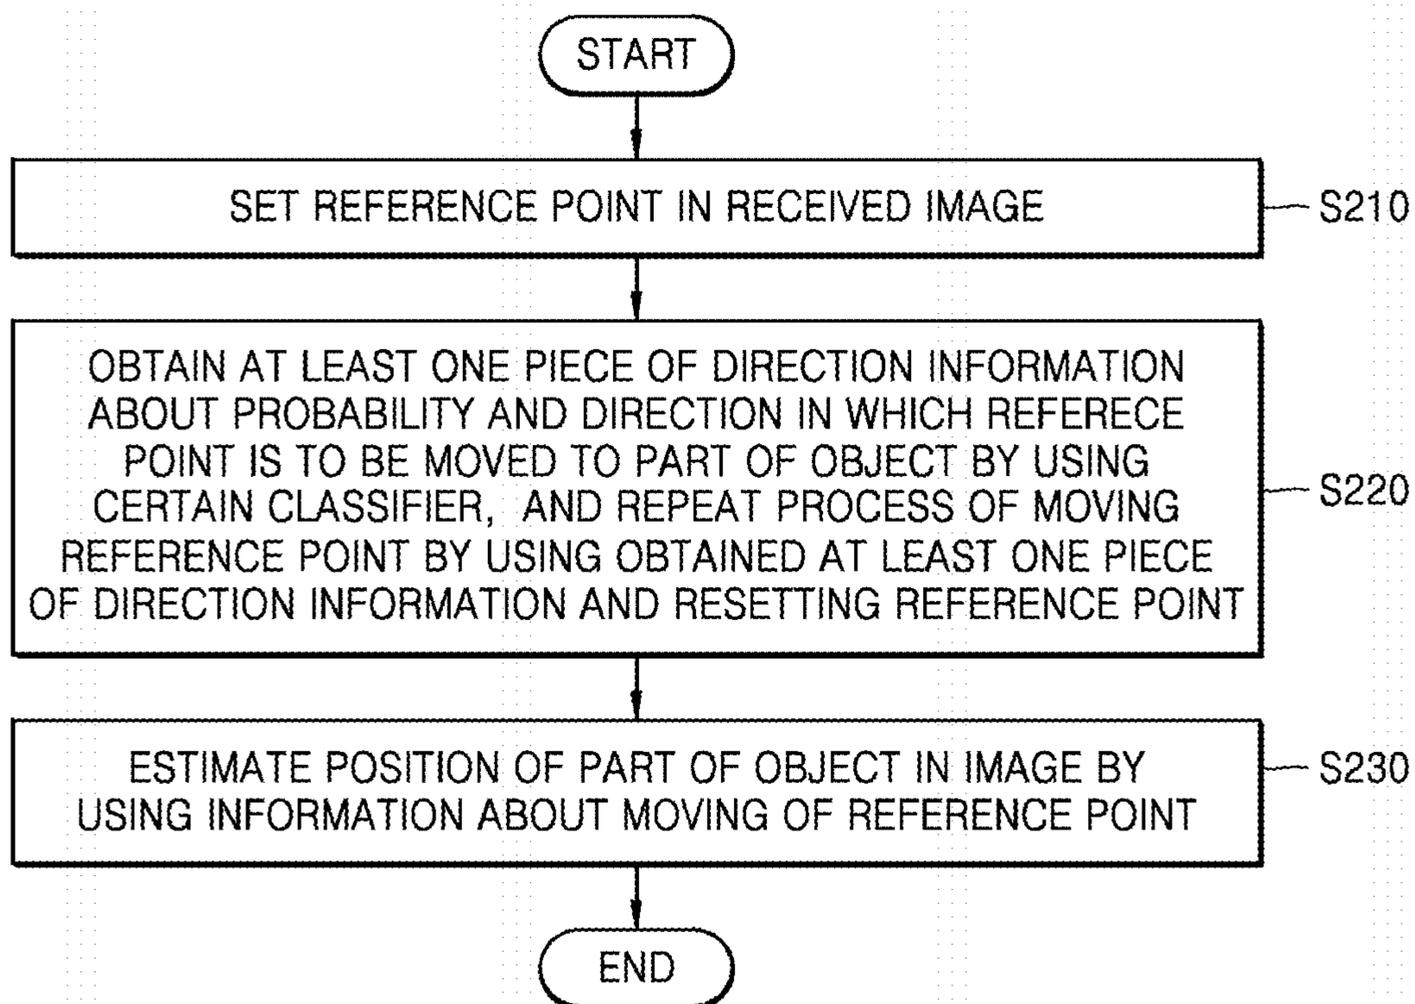 START
SET REFERENCE POINT IN RECEIVED IMAGE
S210
OBTAIN AT LEAST ONE PIECE OF DIRECTION INFORMATION
ABOUT PROBABILITY AND DIRECTION IN WHICH REFERECE
POINT IS TO BE MOVED TO PART OF OBJECT BY USING
CERTAIN CLASSIFIER, AND REPEAT PROCESS OF MOVING
REFERENCE POINT BY USING OBTAINED AT LEAST ONE PIECE
OF DIRECTION INFORMATION AND RESETTING REFERENCE POINT
S220
ESTIMATE POSITION OF PART OF OBJECT IN IMAGE BY
USING INFORMATION ABOUT MOVING OF REFERENCE POINT
S230
END